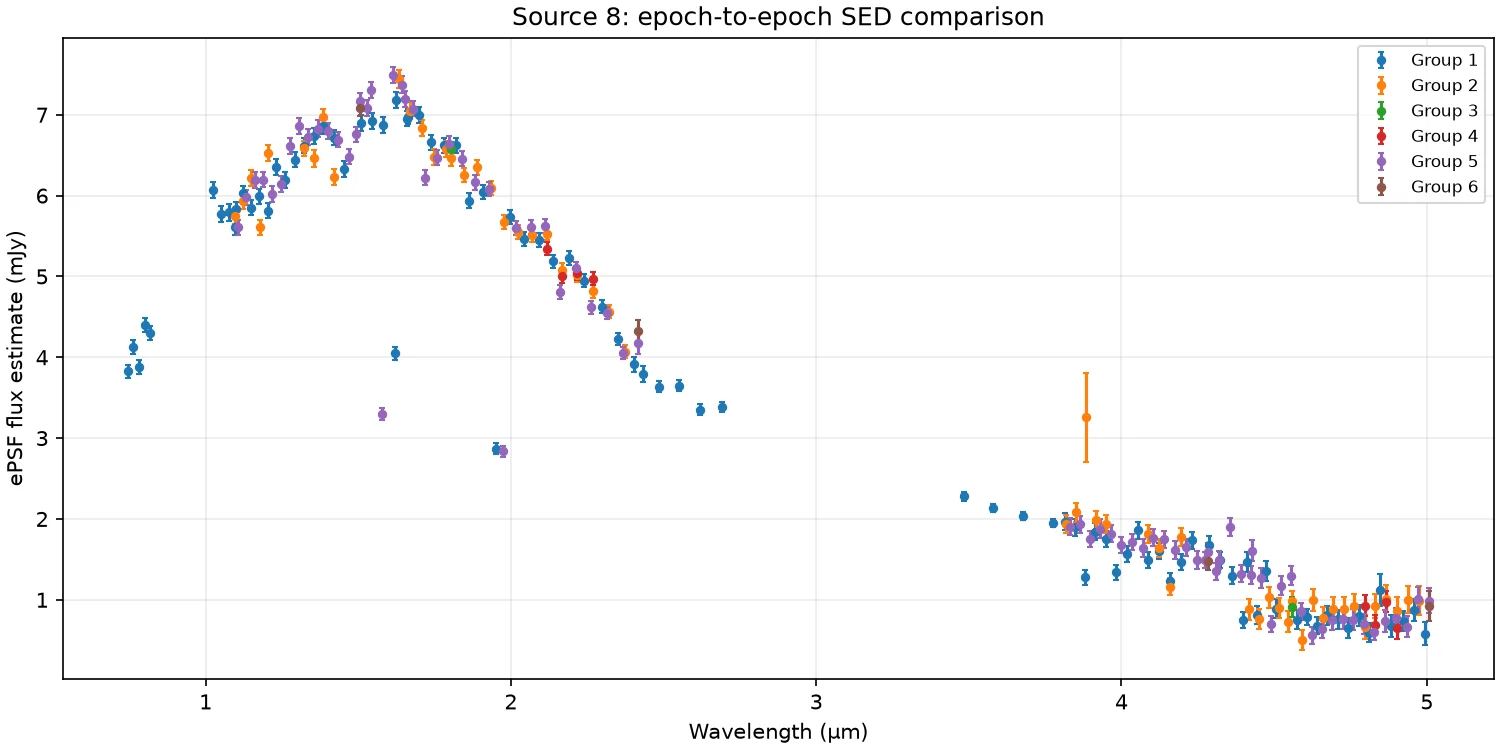 Source 8: epoch-to-epoch SED comparison
ePSF flux estimate (mJy)
7
6
5
4
3
2
1
Group 1
Group 2
Group 3
Group 4
Group 5
Group 6
1 2 3 4 5
Wavelength (μm)